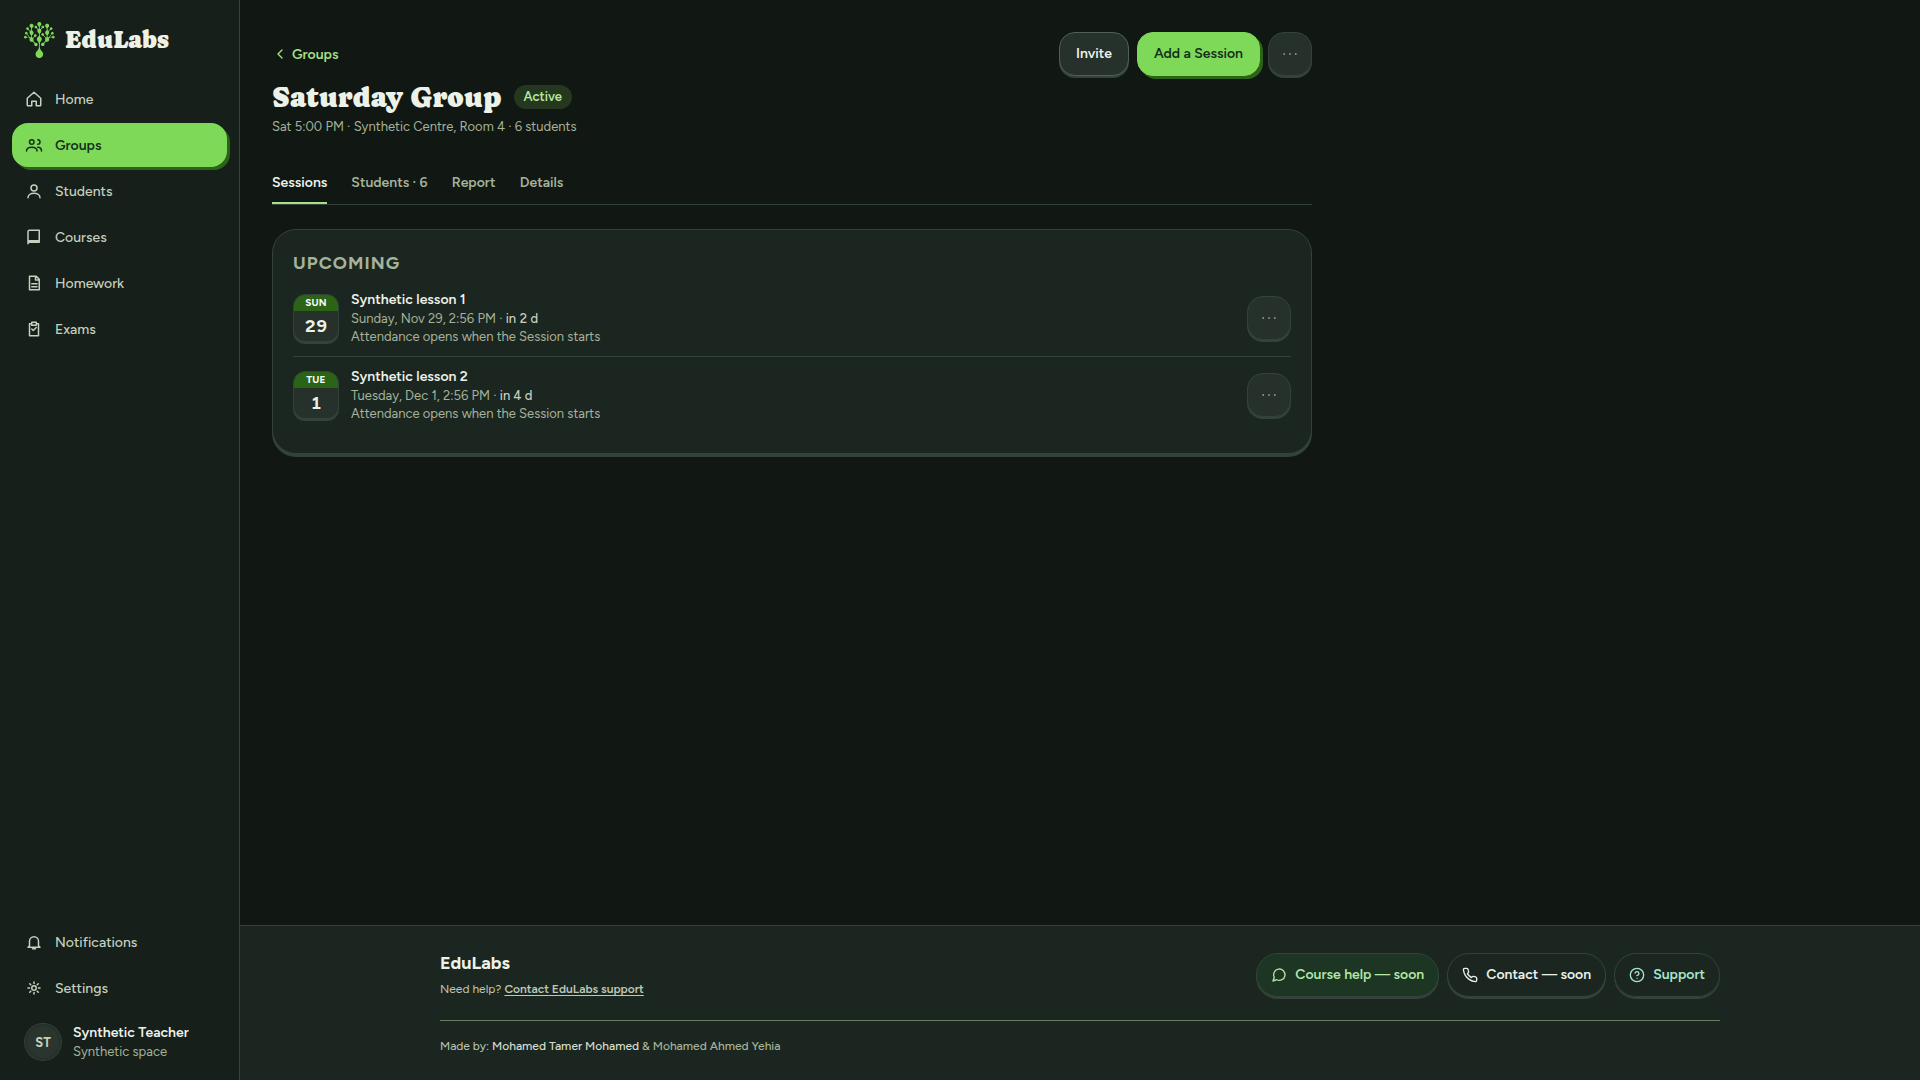 EduLabs
Home
Groups
Students
Courses
Homework
Exams
Notifications
Settings
ST
Synthetic Teacher
Synthetic space
Groups
Invite
Add a Session
Saturday Group
Active
Sat 5:00 PM · Synthetic Centre, Room 4 · 6 students
Sessions
Students · 6
Report
Details
UPCOMING
SUN
29
Synthetic lesson 1
Sunday, Nov 29, 2:56 PM · in 2 d
Attendance opens when the Session starts
TUE
1
Synthetic lesson 2
Tuesday, Dec 1, 2:56 PM · in 4 d
Attendance opens when the Session starts
EduLabs
Need help? Contact EduLabs support
Course help — soon
Contact — soon
Support
Made by: Mohamed Tamer Mohamed & Mohamed Ahmed Yehia